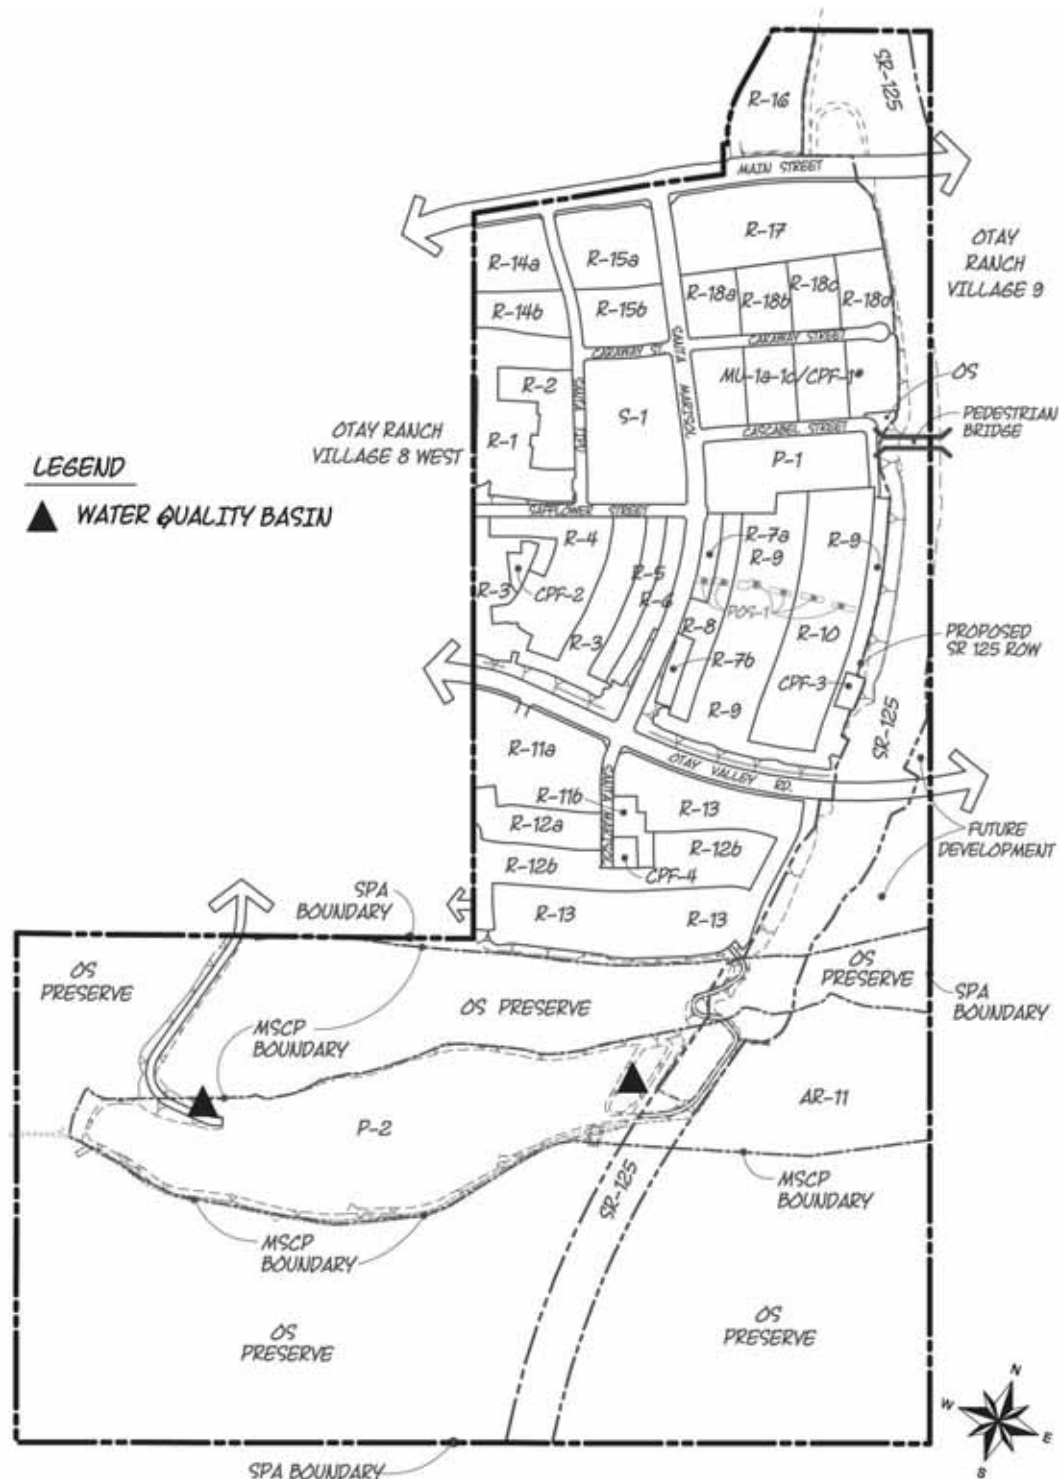 SR-125
R-16
MAIN STREET
R-17
OTAY
RANCH
VILLAGE 9
R-14a
R-15a
R-18a
R-18b
R-18c
R-18d
R-14b
R-15b
CARAWAY STREET
CARAWAY ST.
SANTA MARISOL
MU-1a-1c/CPF-1*
OS
R-2
SANTA TIPU
S-1
PEDESTRIAN
BRIDGE
CASCABEL STREET
R-1
OTAY RANCH
VILLAGE 8 WEST
P-1
LEGEND
WATER QUALITY BASIN
SAFFLOWER STREET
R-4
R-7a
R-9
R-9
R-5
R-3
CPF-2
R-6
POS-1
R-8
R-10
R-3
R-7b
PROPOSED
SR 125 ROW
CPF-3
R-9
SR-125
R-11a
OTAY VALLEY RD.
SANTA MARISOL
R-11b
R-13
R-12a
R-12b
FUTURE
DEVELOPMENT
R-12b
CPF-4
SPA
BOUNDARY
R-13
R-13
OS
PRESERVE
OS PRESERVE
OS
PRESERVE
SPA
BOUNDARY
MSCP
BOUNDARY
AR-11
P-2
SR-125
MSCP
BOUNDARY
MSCP
BOUNDARY
OS
PRESERVE
OS
PRESERVE
N
W
E
S
SPA BOUNDARY